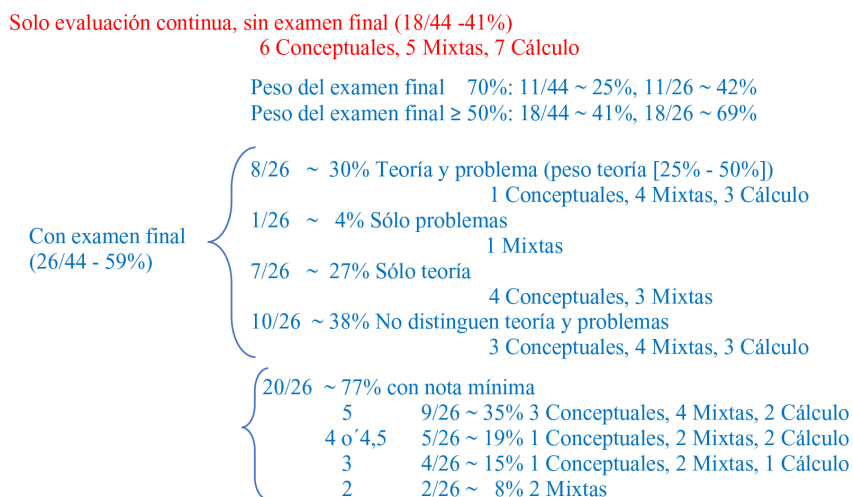 Solo evaluación continua, sin examen final (18/44 -41%)
6 Conceptuales, 5 Mixtas, 7 Cálculo
Peso del examen final 70%: 11/44 ~ 25%, 11/26 ~ 42%
Peso del examen final ≥ 50%: 18/44 ~ 41%, 18/26 ~ 69%
Con examen final
(26/44 - 59%)
8/26 ~ 30% Teoría y problema (peso teoría [25% - 50%])
1 Conceptuales, 4 Mixtas, 3 Cálculo
1/26 ~ 4% Sólo problemas
1 Mixtas
7/26 ~ 27% Sólo teoría
4 Conceptuales, 3 Mixtas
10/26 ~ 38% No distinguen teoría y problemas
3 Conceptuales, 4 Mixtas, 3 Cálculo
20/26 ~ 77% con nota mínima
5 9/26 ~ 35% 3 Conceptuales, 4 Mixtas, 2 Cálculo
4 o´4,5 5/26 ~ 19% 1 Conceptuales, 2 Mixtas, 2 Cálculo
3 4/26 ~ 15% 1 Conceptuales, 2 Mixtas, 1 Cálculo
2 2/26 ~ 8% 2 Mixtas